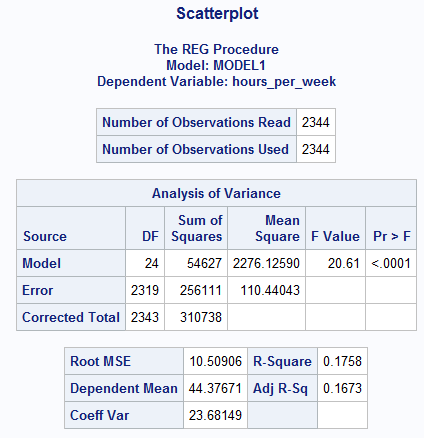 Scatterplot
The REG Procedure
Model: MODEL1
Dependent Variable: hours_per_week
Number of Observations Read 2344
Number of Observations Used 2344
Analysis of Variance
Source DF Sum of Squares Mean Square F Value Pr > F
Model 24 54627 2276.12590 20.61 <.0001
Error 2319 256111 110.44043
Corrected Total 2343 310738
Root MSE 10.50906 R-Square 0.1758
Dependent Mean 44.37671 Adj R-Sq 0.1673
Coeff Var 23.68149